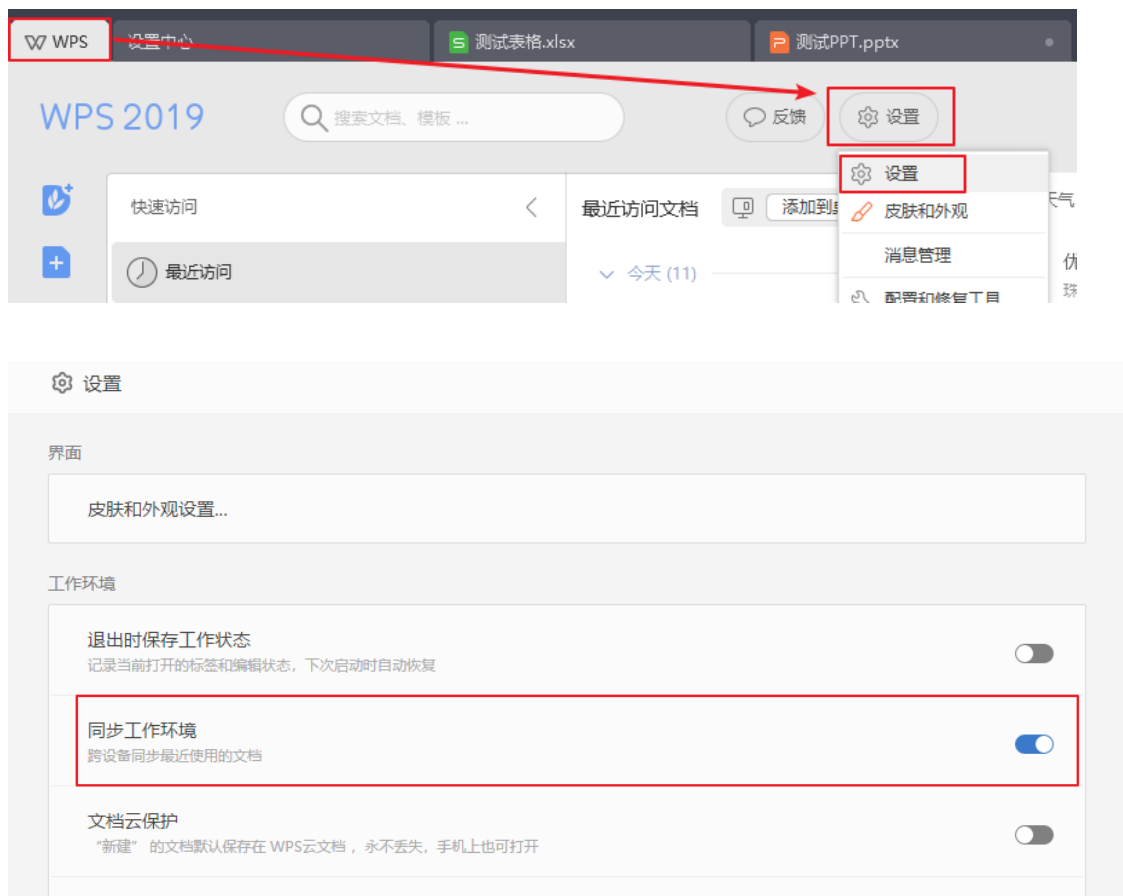 WPS 设置中心 测试表格.xlsx 测试PPT.pptx
WPS 2019 搜索文档、模板 ... 反馈 设置
设置
快速访问 最近访问文档 添加到 皮肤和外观 天气
消息管理
最近访问 今天 (11) 优
配置和修复工具 珠
设置
界面
皮肤和外观设置...
工作环境
退出时保存工作状态
记录当前打开的标签和编辑状态，下次启动时自动恢复
同步工作环境
跨设备同步最近使用的文档
文档云保护
“新建” 的文档默认保存在 WPS云文档 ，永不丢失，手机上也可打开